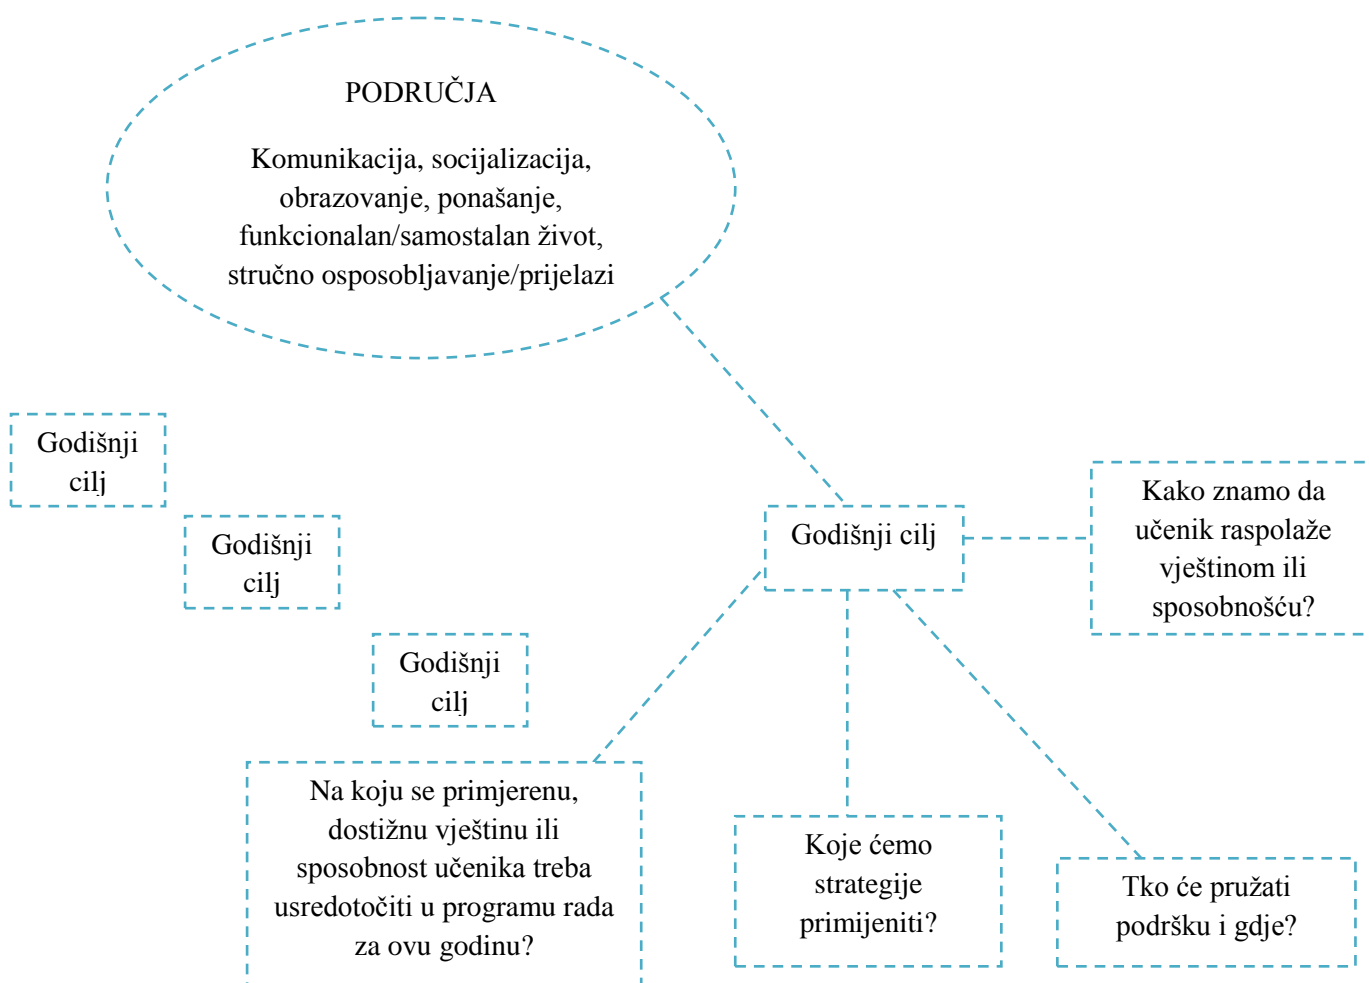 PODRUČJA
Komunikacija, socijalizacija,
obrazovanje, ponašanje,
funkcionalan/samostalan život,
stručno osposobljavanje/prijelazi
Godišnji
cilj
Godišnji
cilj
Godišnji
cilj
Godišnji cilj
Kako znamo da
učenik raspolaže
vještinom ili
sposobnošću?
Na koju se primjerenu,
dostižnu vještinu ili
sposobnost učenika treba
usredotočiti u programu rada
za ovu godinu?
Koje ćemo
strategije
primijeniti?
Tko će pružati
podršku i gdje?